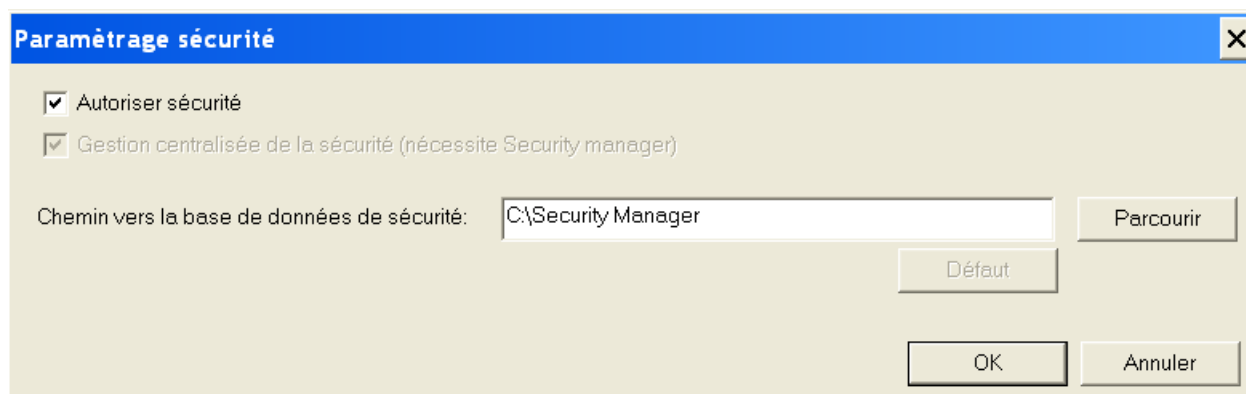 Paramètrage sécurité
Autoriser sécurité
Gestion centralisée de la sécurité (nécessite Security manager)
Chemin vers la base de données de sécurité: C:\Security Manager Parcourir
Défaut
OK Annuler